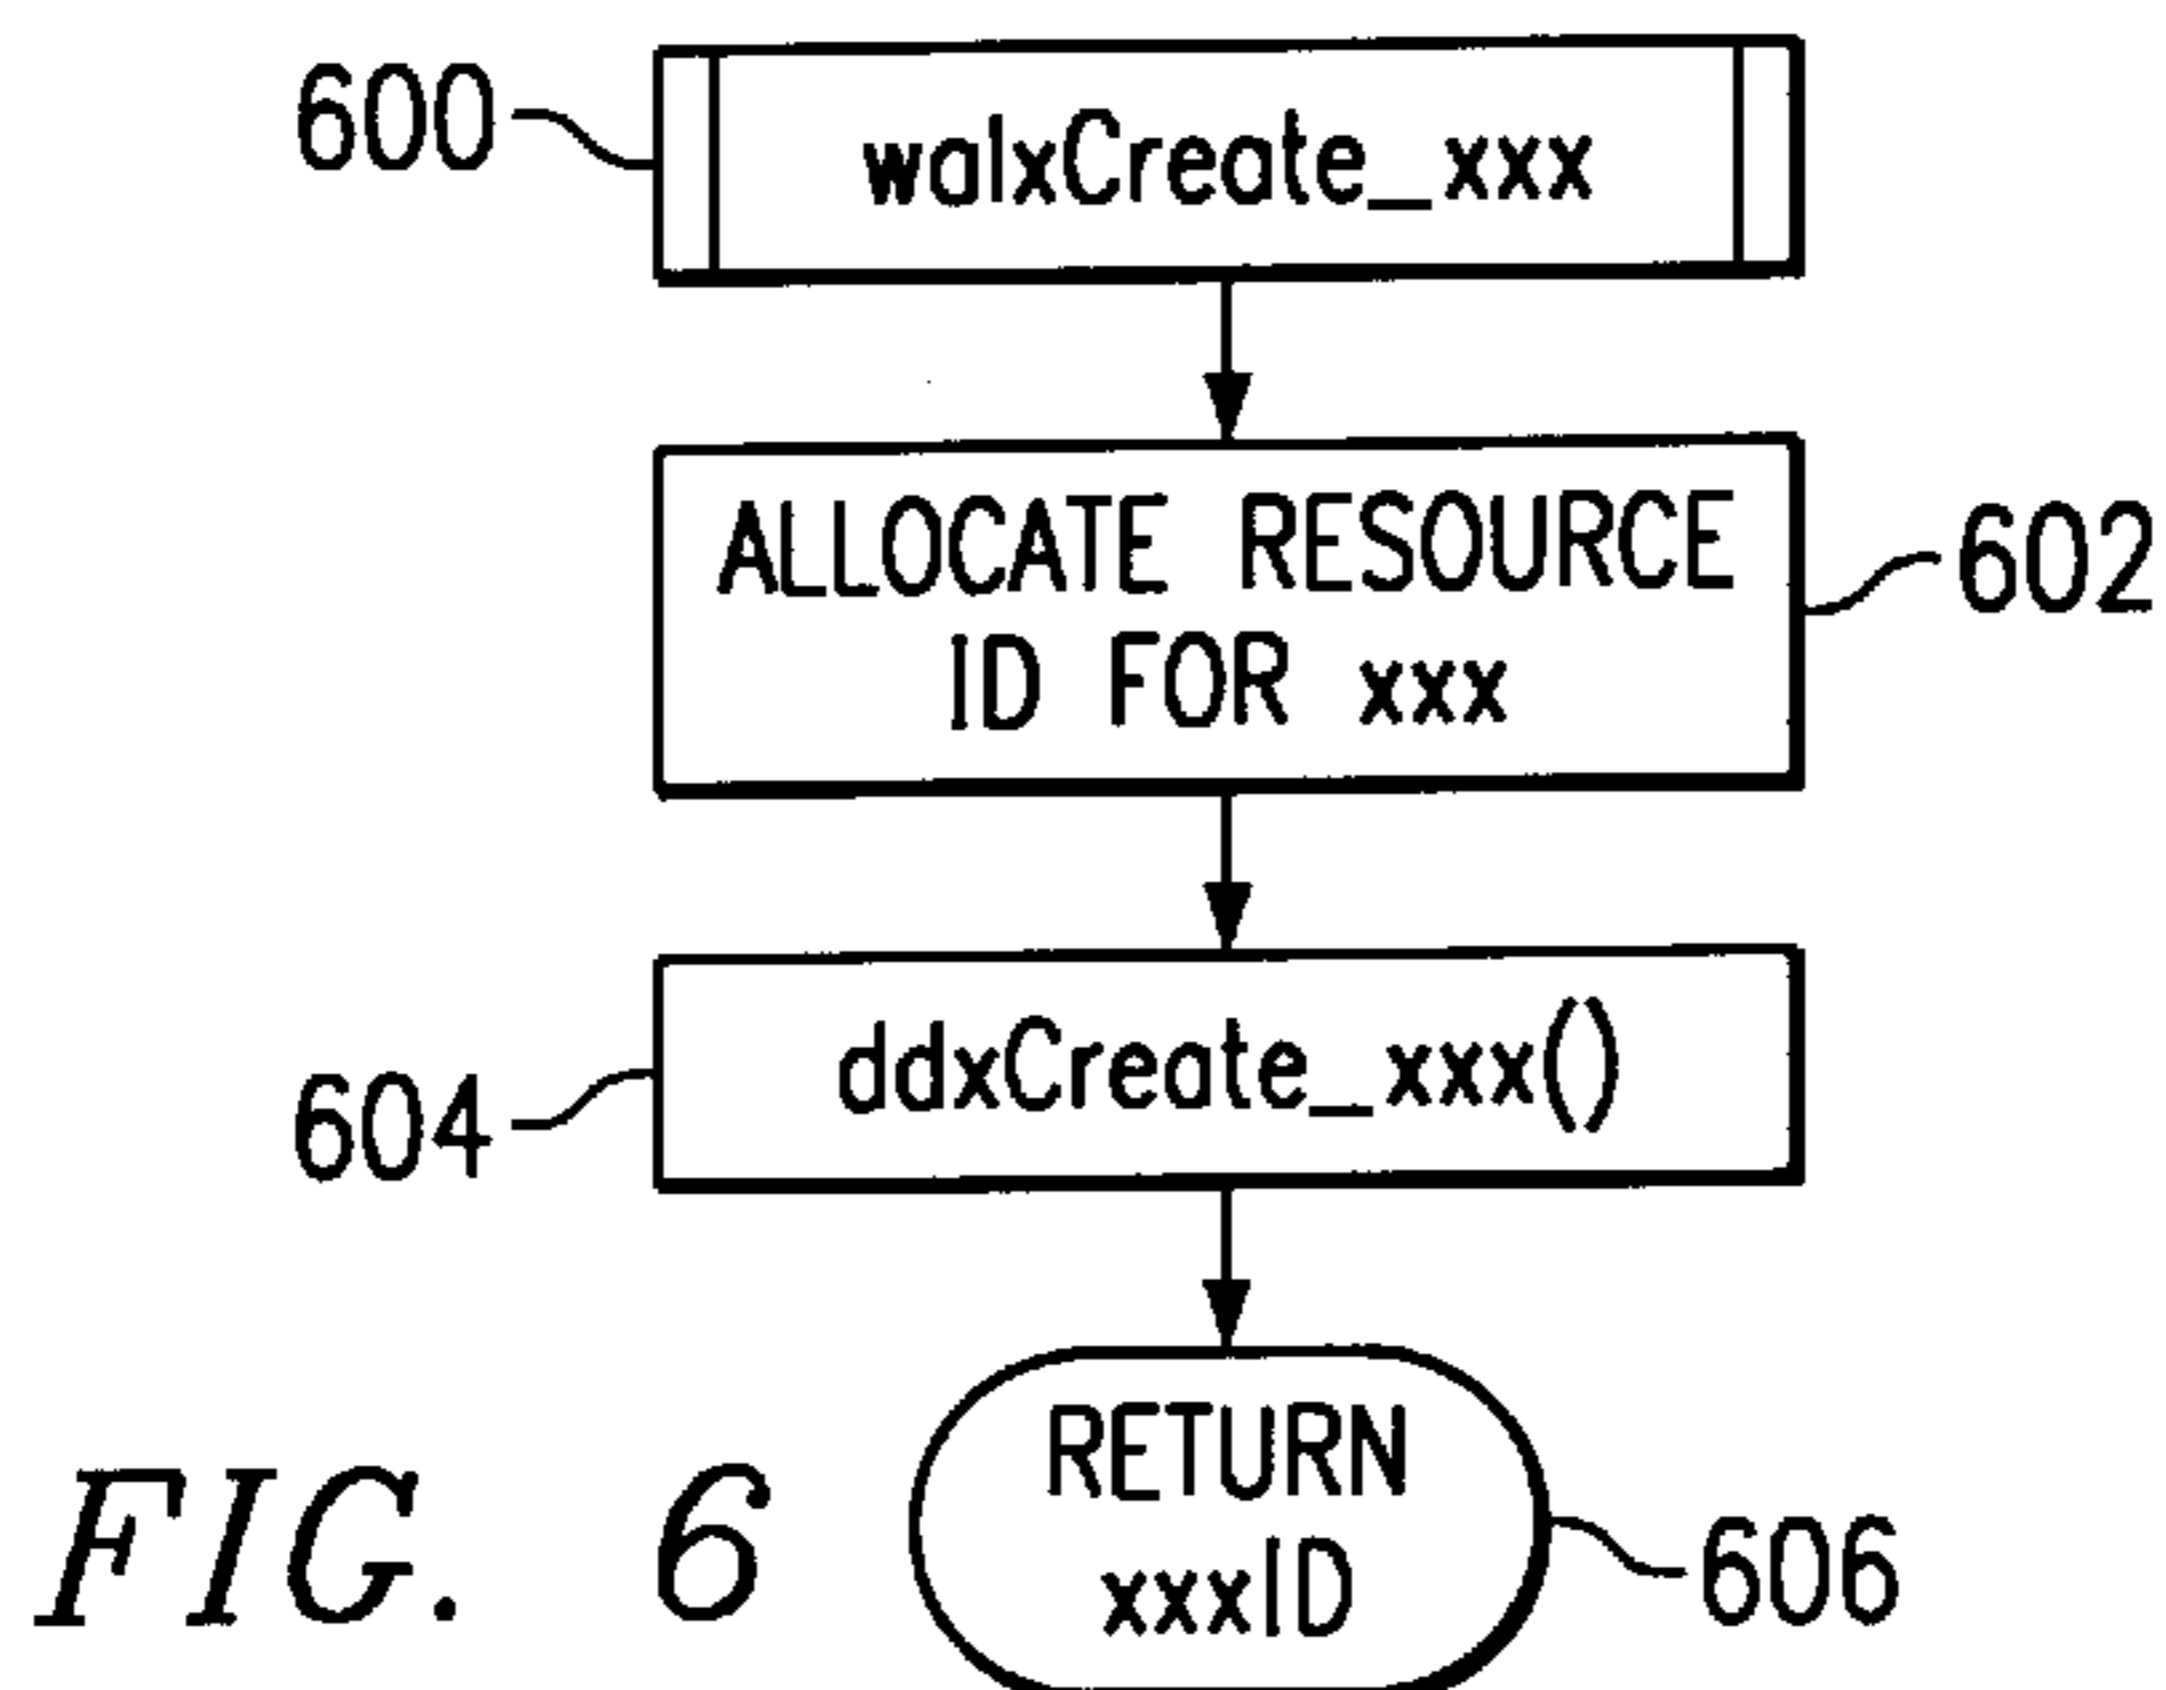 600
walxCreate_xxx
ALLOCATE RESOURCE
ID FOR xxx
602
604
ddxCreate_xxx()
RETURN
xxxID
606
FIG. 6